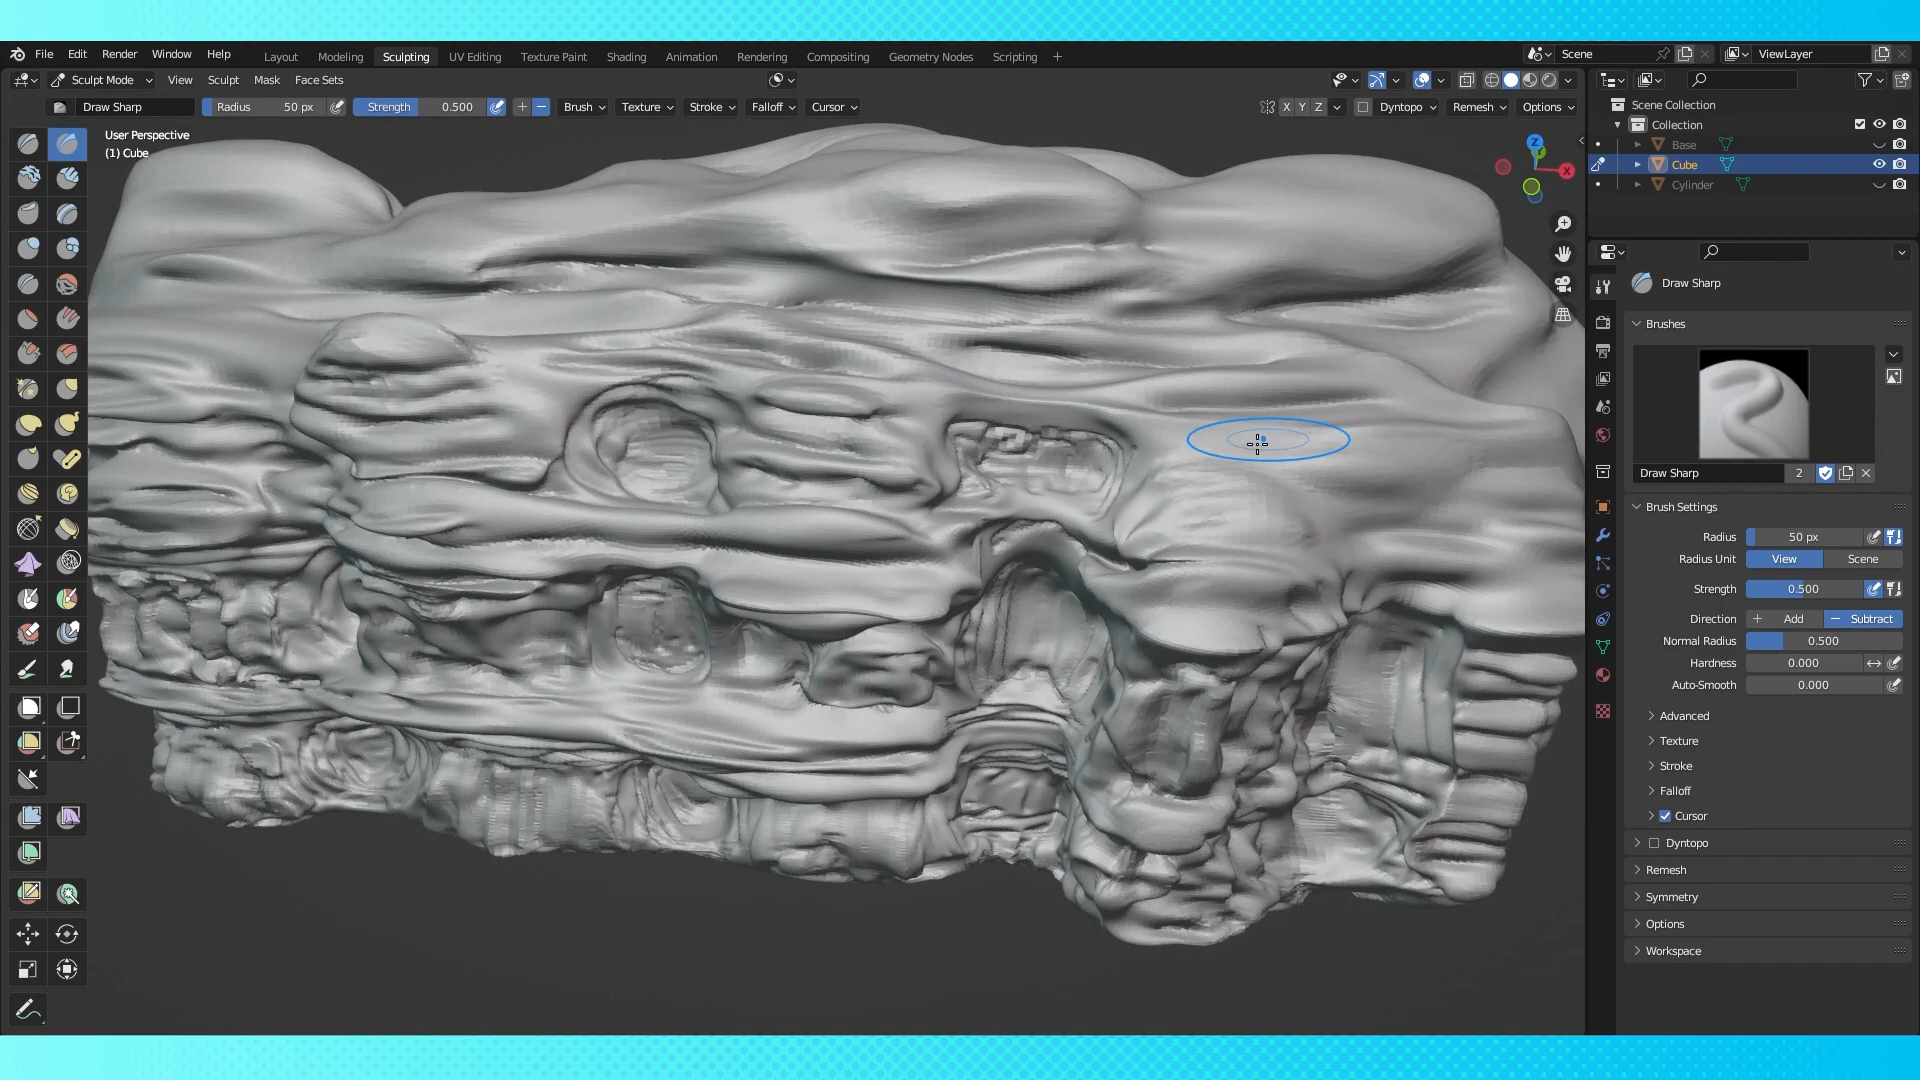 File Edit Render Window Help Layout Modeling Sculpting UV Editing Texture Paint Shading Animation Rendering Compositing Geometry Nodes Scripting + Scene ViewLayer
Sculpt Mode View Sculpt Mask Face Sets
Draw Sharp Radius 50 px Strength 0.500 + − Brush Texture Stroke Falloff Cursor X Y Z Dyntopo Remesh Options
User Perspective
(1) Cube
Z
X
Scene Collection
Collection
Base
Cube
Cylinder
Draw Sharp
Brushes
Draw Sharp 2
Brush Settings
Radius 50 px
Radius Unit View Scene
Strength 0.500
Direction + Add − Subtract
Normal Radius 0.500
Hardness 0.000
Auto-Smooth 0.000
Advanced
Texture
Stroke
Falloff
Cursor
Dyntopo
Remesh
Symmetry
Options
Workspace